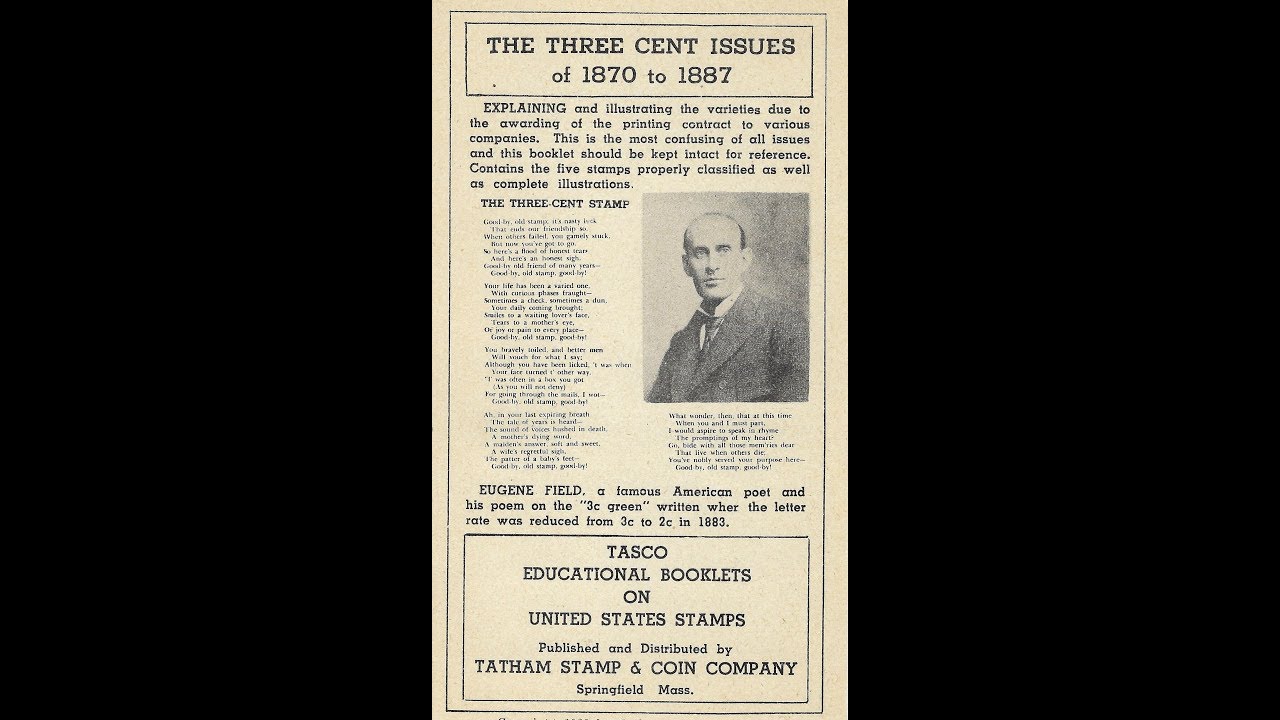 THE THREE CENT ISSUES
of 1870 to 1887
EXPLAINING and illustrating the varieties due to
the awarding of the printing contract to various
companies. This is the most confusing of all issues
and this booklet should be kept intact for reference.
Contains the five stamps properly classified as well
as complete illustrations.
THE THREE-CENT STAMP
Good-by, old stamp; it's nasty luck
That ends our friendship so.
When others failed, you gamely stuck,
But now you've got to go.
So here's a flood of honest tears
And here's an honest sigh.
Good-by old friend of many years—
Good-by, old stamp, good-by!
Your life has been a varied one,
With curious phases fraught—
Sometimes a check, sometimes a dun,
Your daily coming brought;
Smiles to a waiting lover's face,
Tears to a mother's eye,
Or joy or pain to every place—
Good-by, old stamp, good-by!
You bravely toiled, and better men
Will vouch for what I say;
Although you have been licked, 't was when
Your face turned t' other way.
'T was often in a box you got
(As you will not deny)
For going through the mails, I wot—
Good-by, old stamp, good-by!
Ah, in your last expiring breath
The tale of years is heard—
The sound of voices hushed in death,
A mother's dying word,
A maiden's answer, soft and sweet,
A wife's regretful sigh,
The patter of a baby's feet—
Good-by, old stamp, good-by!
What wonder, then, that at this time
When you and I must part,
I would aspire to speak in rhyme
The promptings of my heart?
Go, bide with all those mem'ries dear
That live when others die;
You've nobly served your purpose here—
Good-by, old stamp, good-by!
EUGENE FIELD, a famous American poet and
his poem on the "3c green" written wher the letter
rate was reduced from 3c to 2c in 1883.
TASCO
EDUCATIONAL BOOKLETS
ON
UNITED STATES STAMPS
Published and Distributed by
TATHAM STAMP & COIN COMPANY
Springfield Mass.